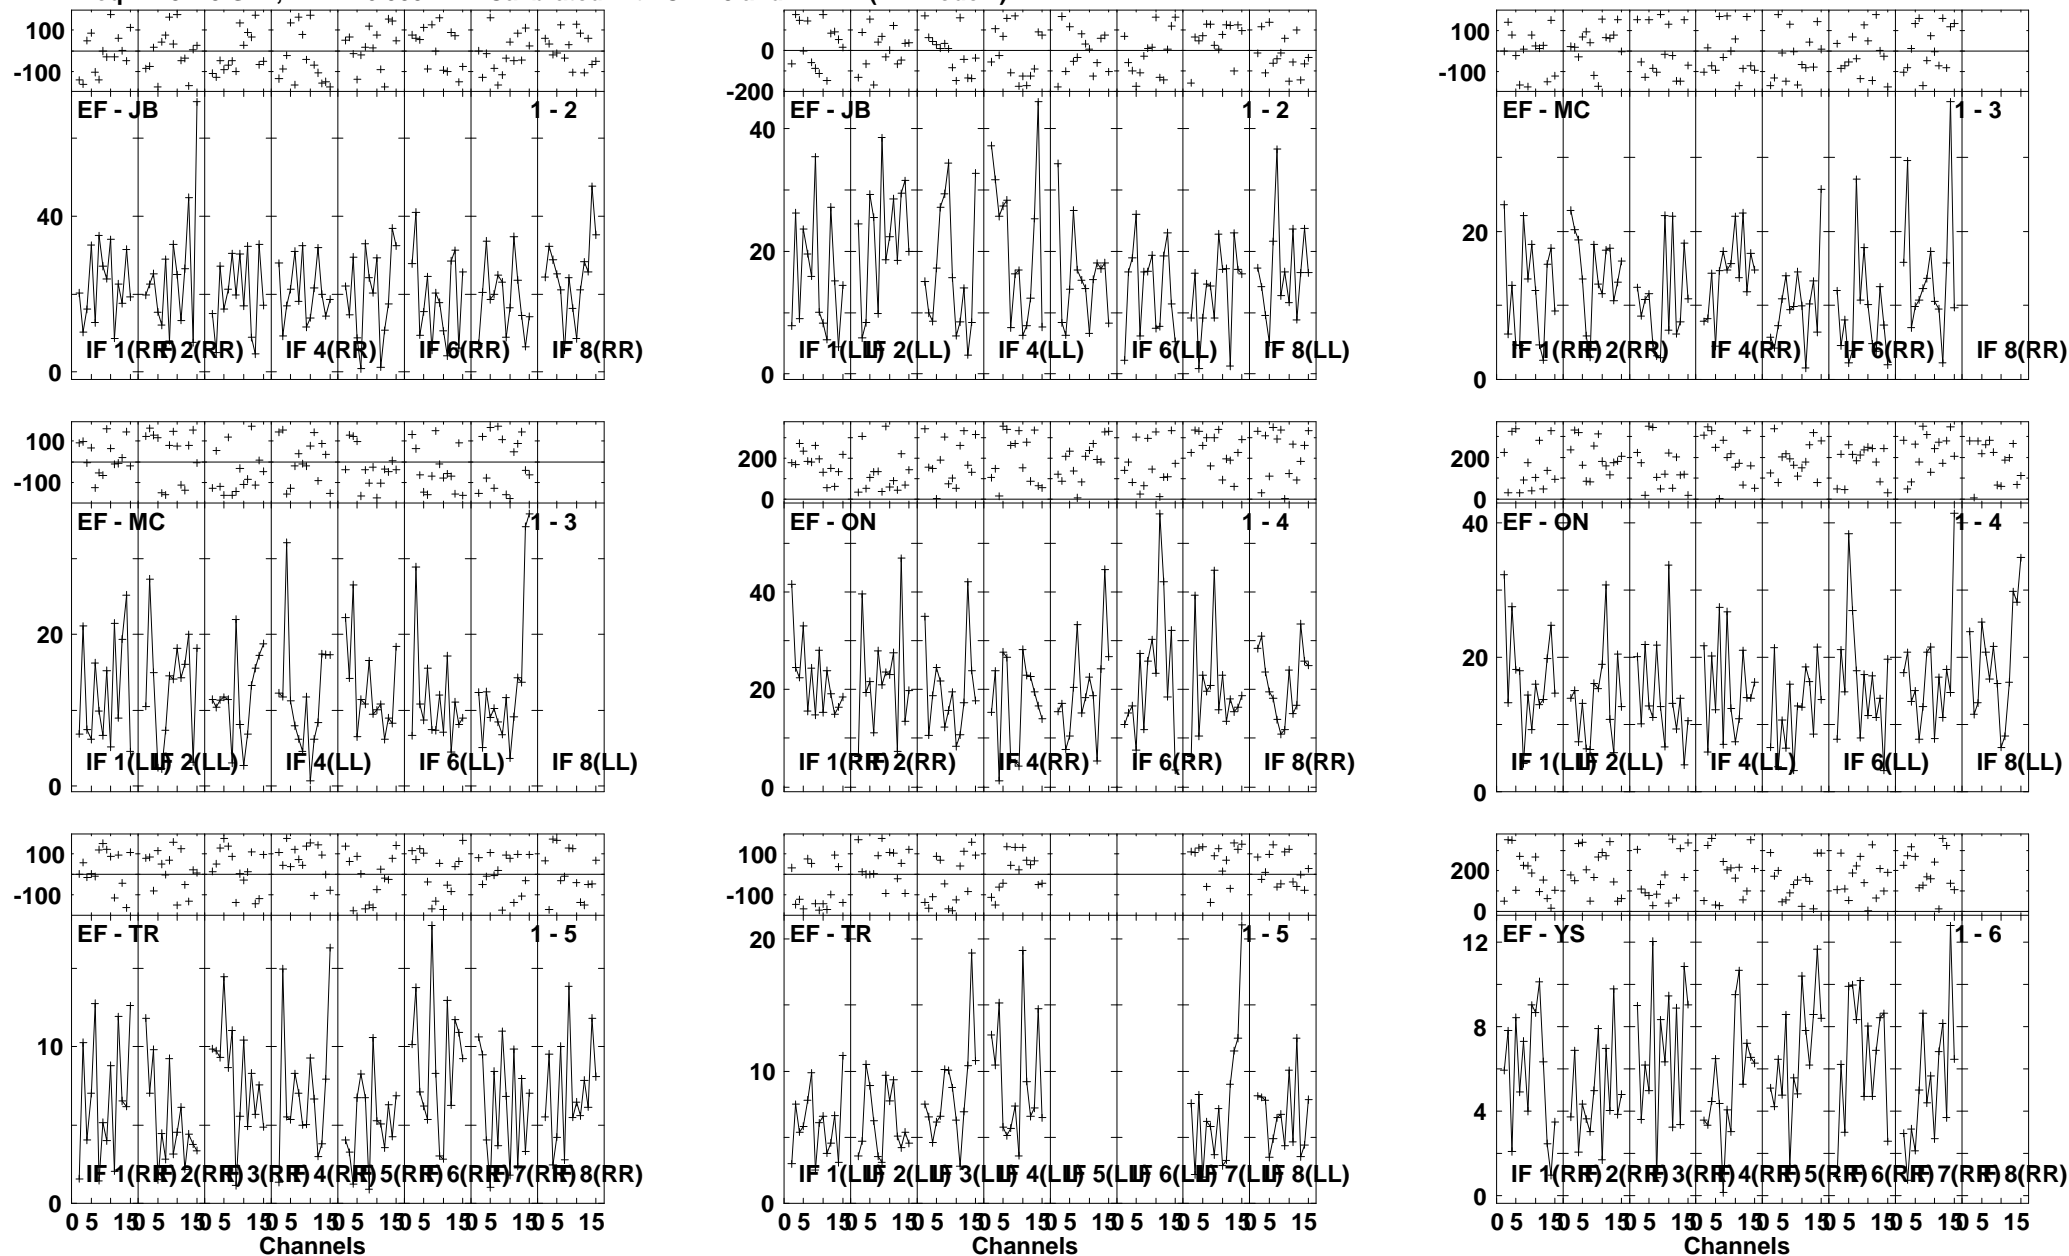 100
-100
EF - JB 1 - 2
40
0
IF 1(RR) IF 2(RR) IF 4(RR) IF 6(RR) IF 8(RR)
100
0
-100
-200
EF - JB 1 - 2
40
20
0
IF 1(LL) IF 2(LL) IF 4(LL) IF 6(LL) IF 8(LL)
100
-100
EF - MC 1 - 3
20
0
IF 1(RR) IF 2(RR) IF 4(RR) IF 6(RR) IF 8(RR)
100
-100
EF - MC 1 - 3
20
0
IF 1(LL) IF 2(LL) IF 4(LL) IF 6(LL) IF 8(LL)
200
0
EF - ON 1 - 4
40
20
0
IF 1(RR) IF 2(RR) IF 4(RR) IF 6(RR) IF 8(RR)
200
0
EF - ON 1 - 4
40
20
0
IF 1(LL) IF 2(LL) IF 4(LL) IF 6(LL) IF 8(LL)
100
-100
EF - TR 1 - 5
10
0
IF 1(RR) IF 2(RR) IF 3(RR) IF 4(RR) IF 5(RR) IF 6(RR) IF 7(RR) IF 8(RR)
0 5 15 0 5 15 0 5 15 0 5 15 0 5 15 0 5 15 0 5 15 0 5 15
Channels
100
-100
EF - TR 1 - 5
20
10
0
IF 1(LL) IF 2(LL) IF 3(LL) IF 4(LL) IF 5(LL) IF 6(LL) IF 7(LL) IF 8(LL)
0 5 15 0 5 15 0 5 15 0 5 15 0 5 15 0 5 15 0 5 15 0 5 15
Channels
200
0
EF - YS 1 - 6
12
8
4
0
IF 1(RR) IF 2(RR) IF 3(RR) IF 4(RR) IF 5(RR) IF 6(RR) IF 7(RR) IF 8(RR)
0 5 15 0 5 15 0 5 15 0 5 15 0 5 15 0 5 15 0 5 15 0 5 15
Channels